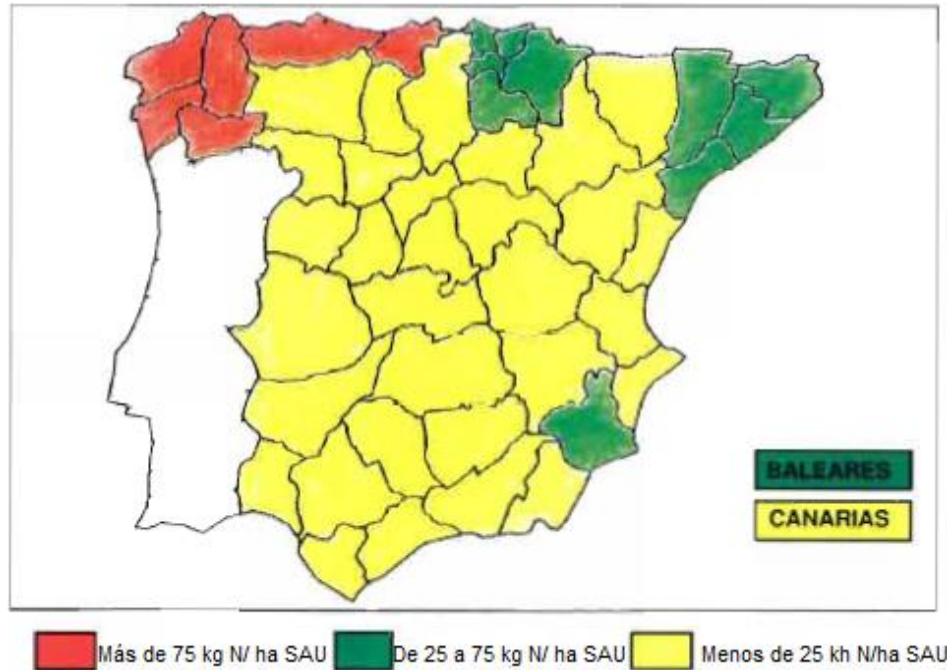 BALEARES
CANARIAS
Más de 75 kg N/ ha SAU De 25 a 75 kg N/ ha SAU Menos de 25 kh N/ha SAU